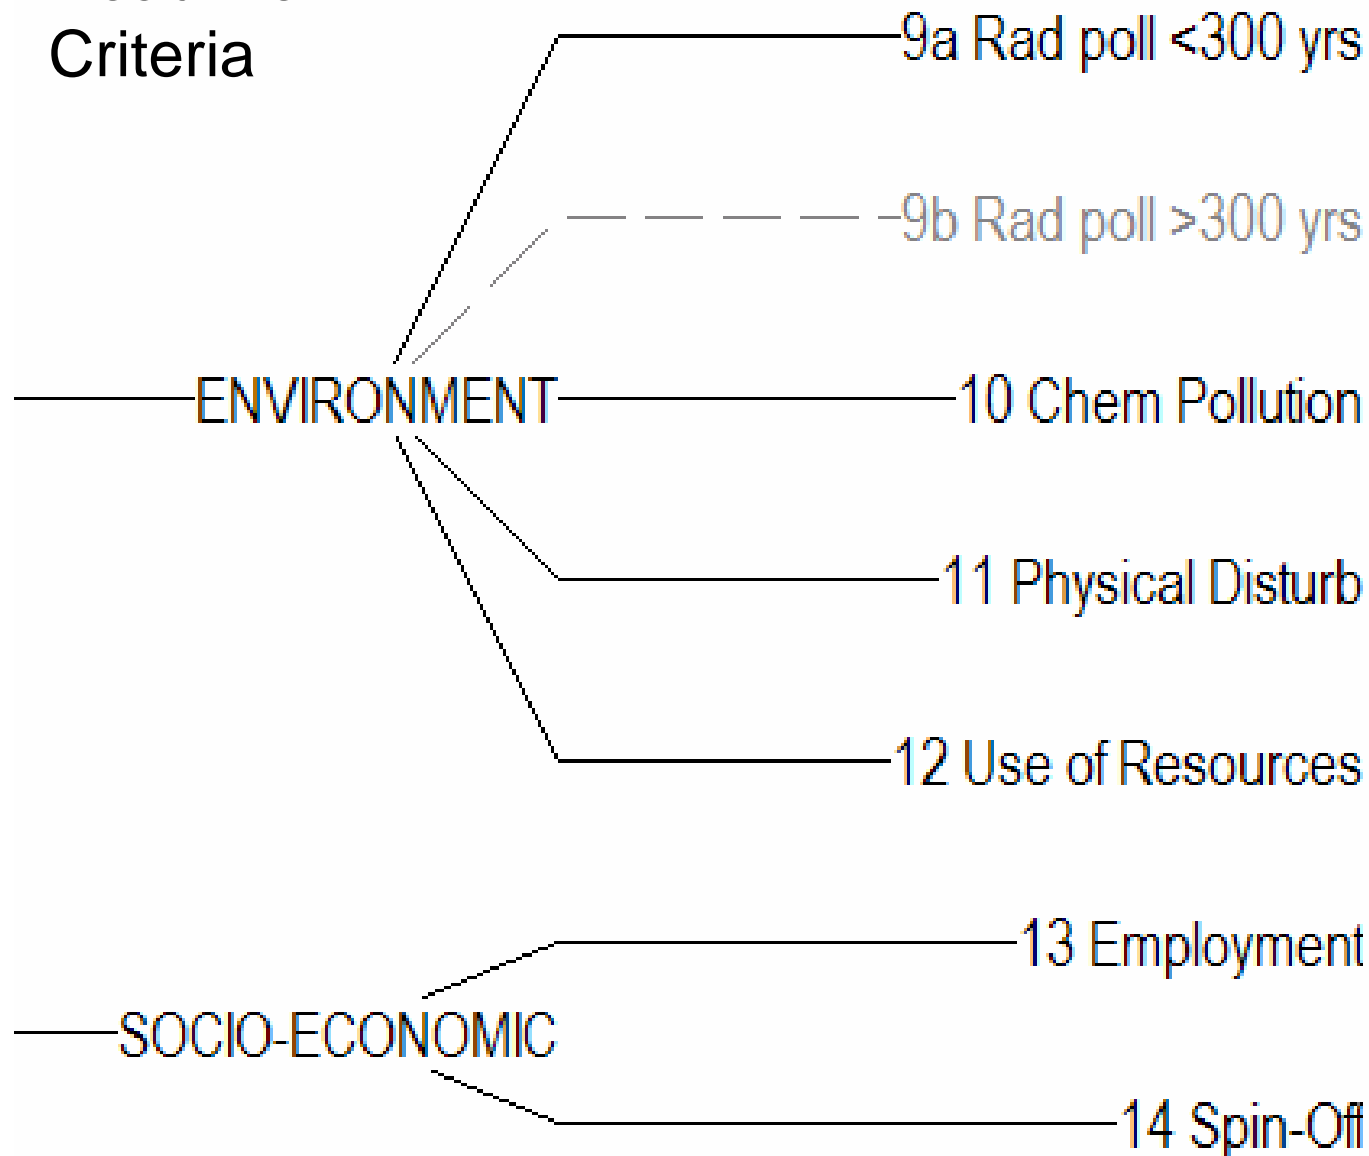 Criteria
9a Rad poll <300 yrs
9b Rad poll >300 yrs
ENVIRONMENT
10 Chem Pollution
11 Physical Disturb
12 Use of Resources
13 Employment
SOCIO-ECONOMIC
14 Spin-Off